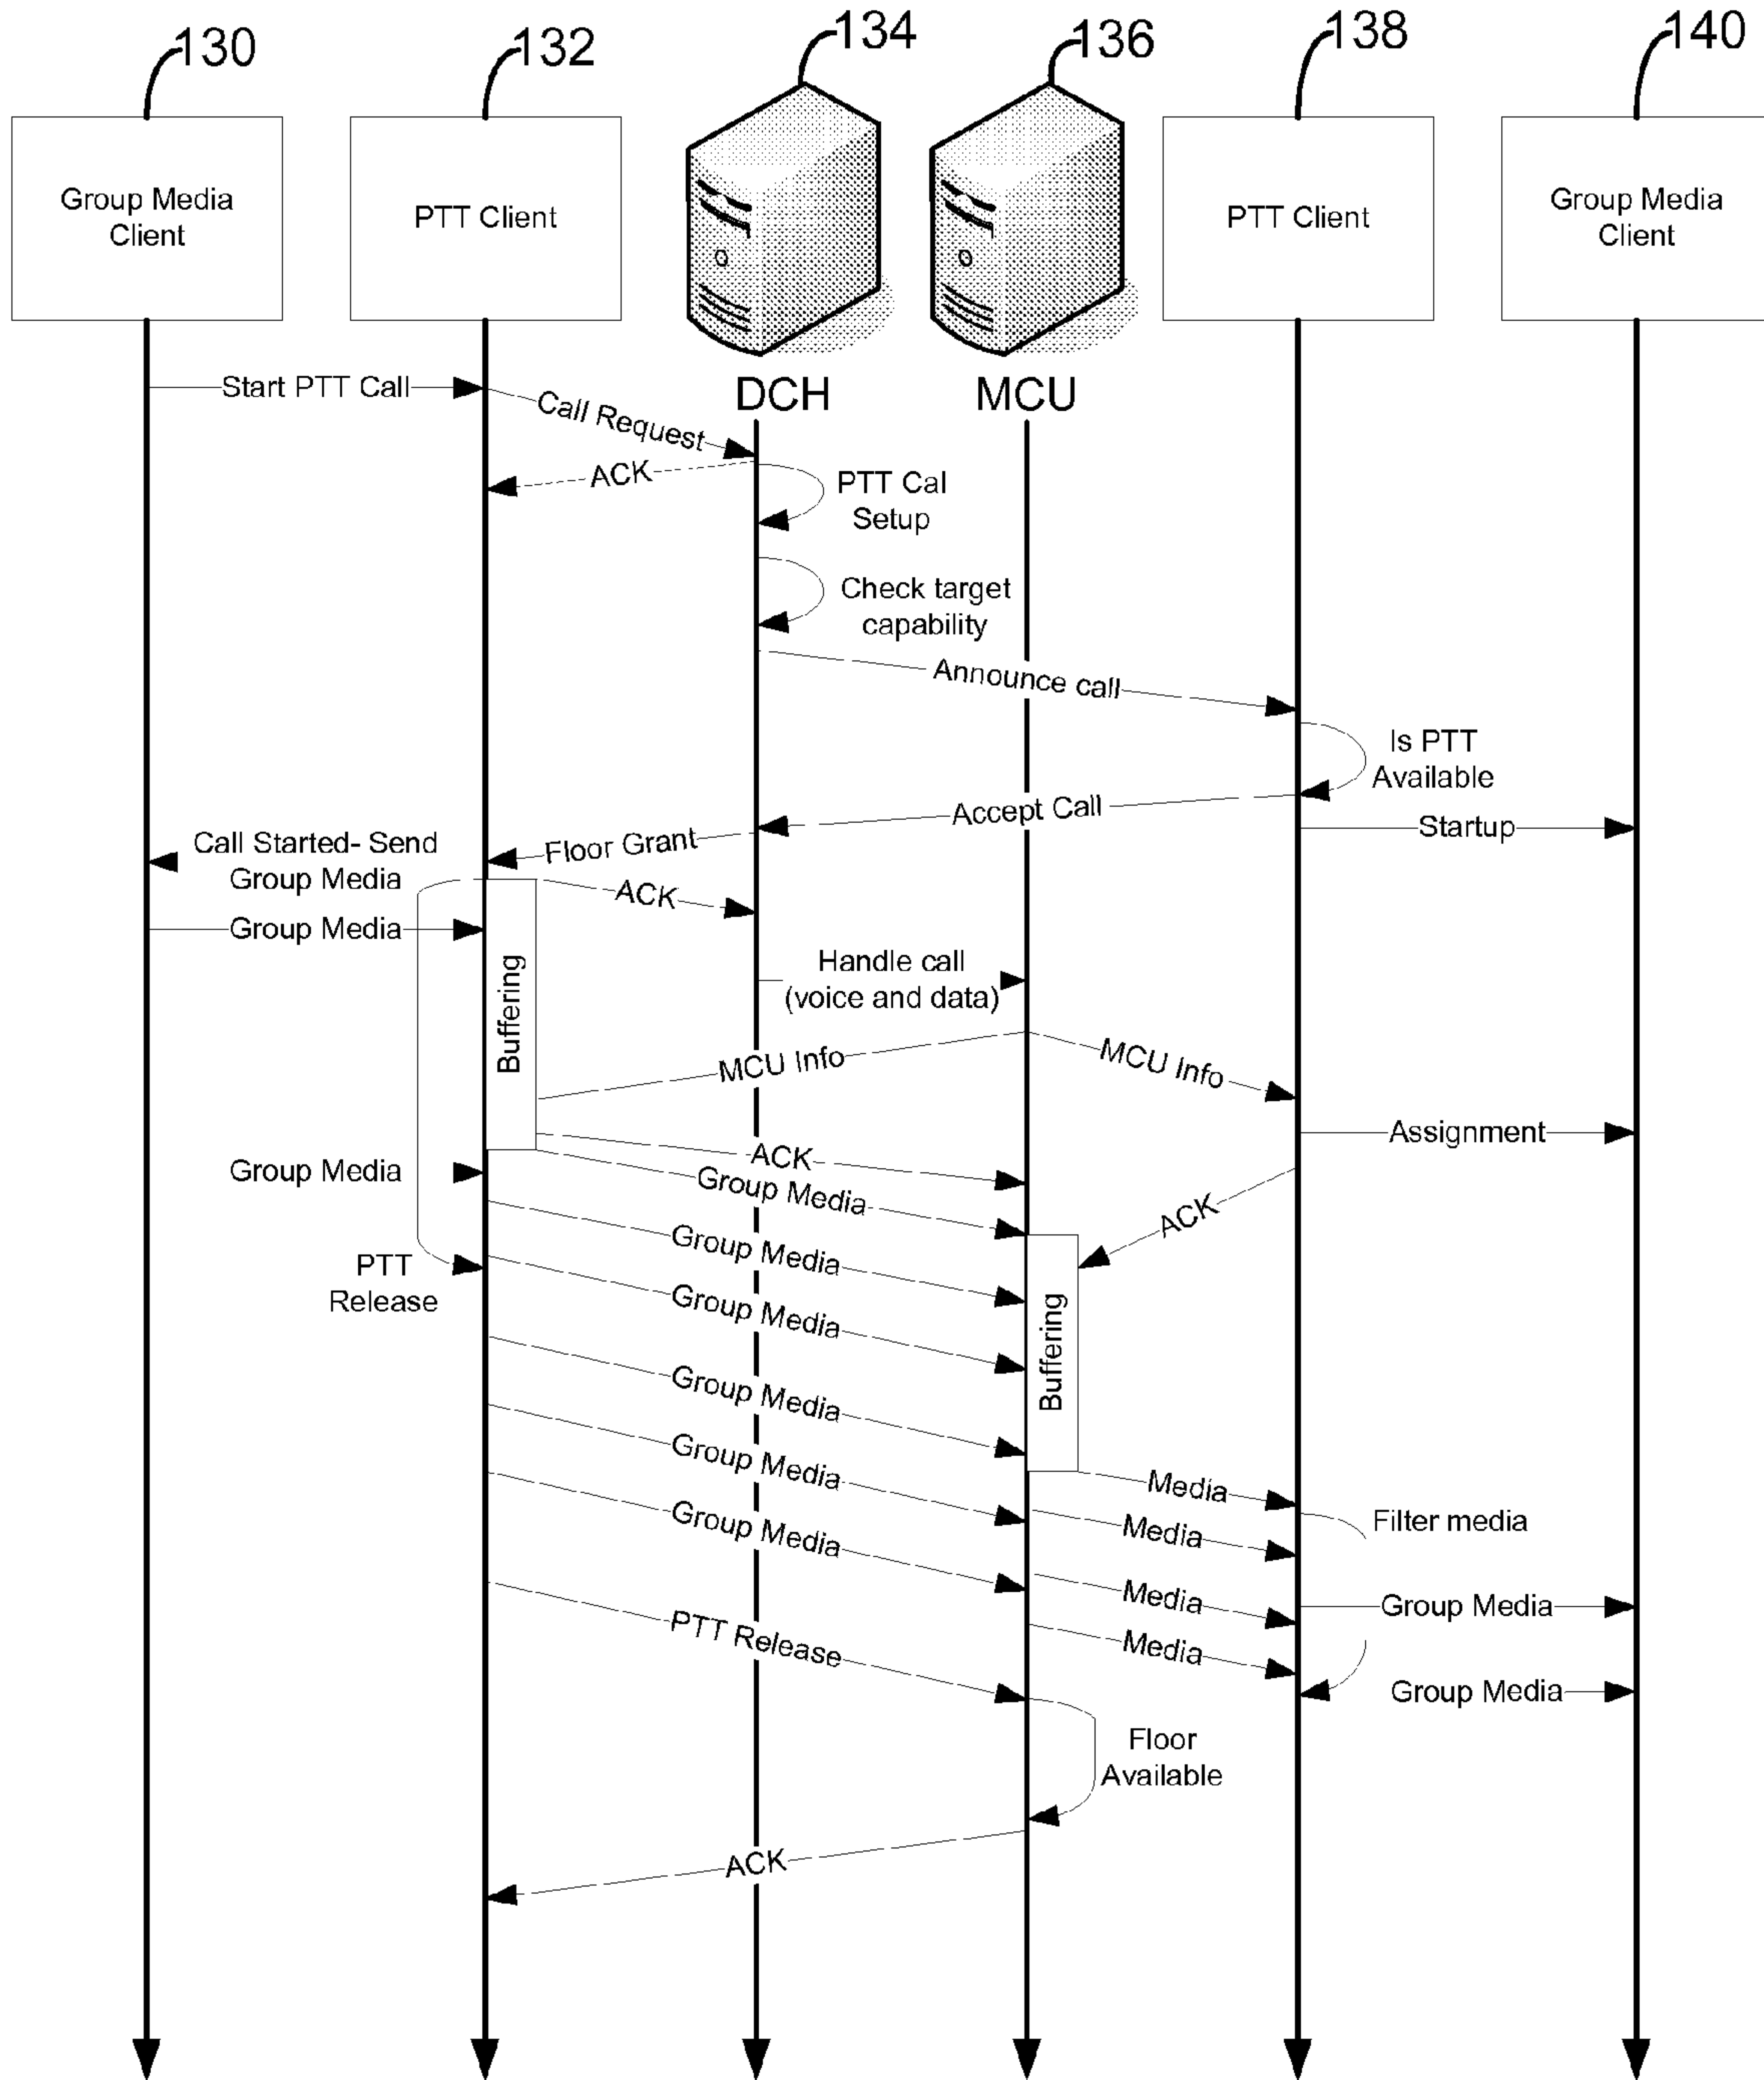 130
132
134
136
138
140
Group Media
Client
PTT Client
PTT Client
Group Media
Client
DCH
MCU
Start PTT Call
Call Request
ACK
PTT Cal
Setup
Check target
capability
Announce call
Is PTT
Available
Accept Call
Startup
Floor Grant
Call Started- Send
Group Media
ACK
Group Media
Buffering
Handle call
(voice and data)
MCU Info
MCU Info
Assignment
ACK
Group Media
Group Media
ACK
Group Media
PTT
Release
Group Media
Buffering
Group Media
Group Media
Media
Filter media
Group Media
Media
Media
Group Media
PTT Release
Media
Group Media
Floor
Available
ACK